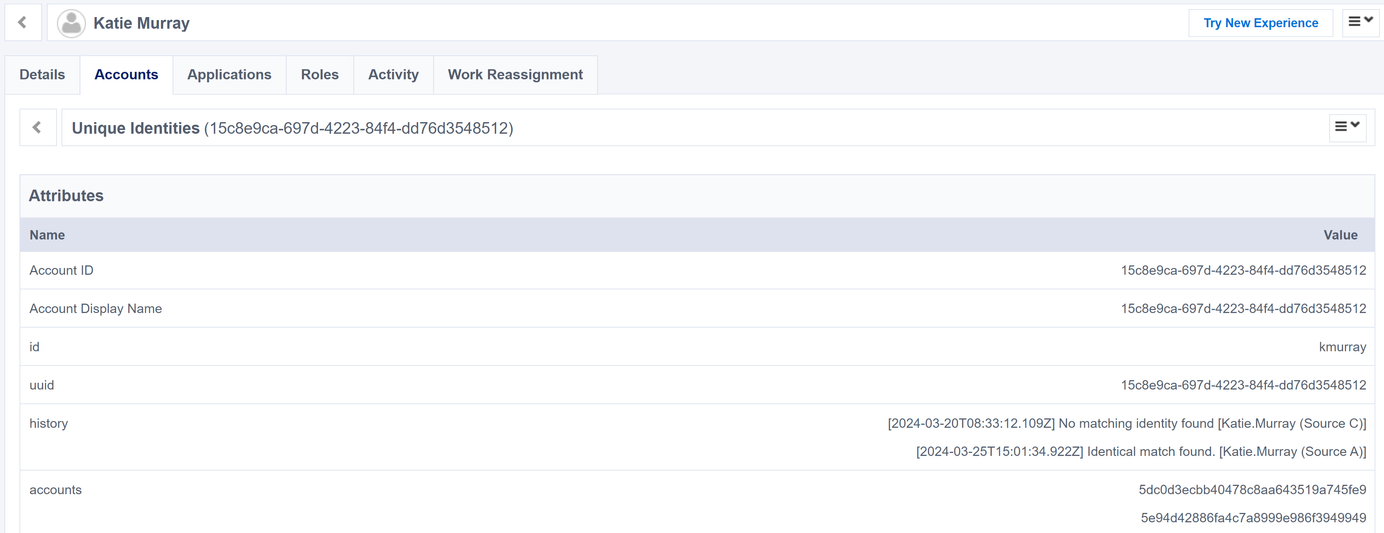 Katie Murray
Try New Experience
Details Accounts Applications Roles Activity Work Reassignment
Unique Identities (15c8e9ca-697d-4223-84f4-dd76d3548512)
Attributes
Name Value
Account ID 15c8e9ca-697d-4223-84f4-dd76d3548512
Account Display Name 15c8e9ca-697d-4223-84f4-dd76d3548512
id kmurray
uuid 15c8e9ca-697d-4223-84f4-dd76d3548512
history [2024-03-20T08:33:12.109Z] No matching identity found [Katie.Murray (Source C)]
[2024-03-25T15:01:34.922Z] Identical match found. [Katie.Murray (Source A)]
accounts 5dc0d3ecbb40478c8aa643519a745fe9
5e94d42886fa4c7a8999e986f3949949